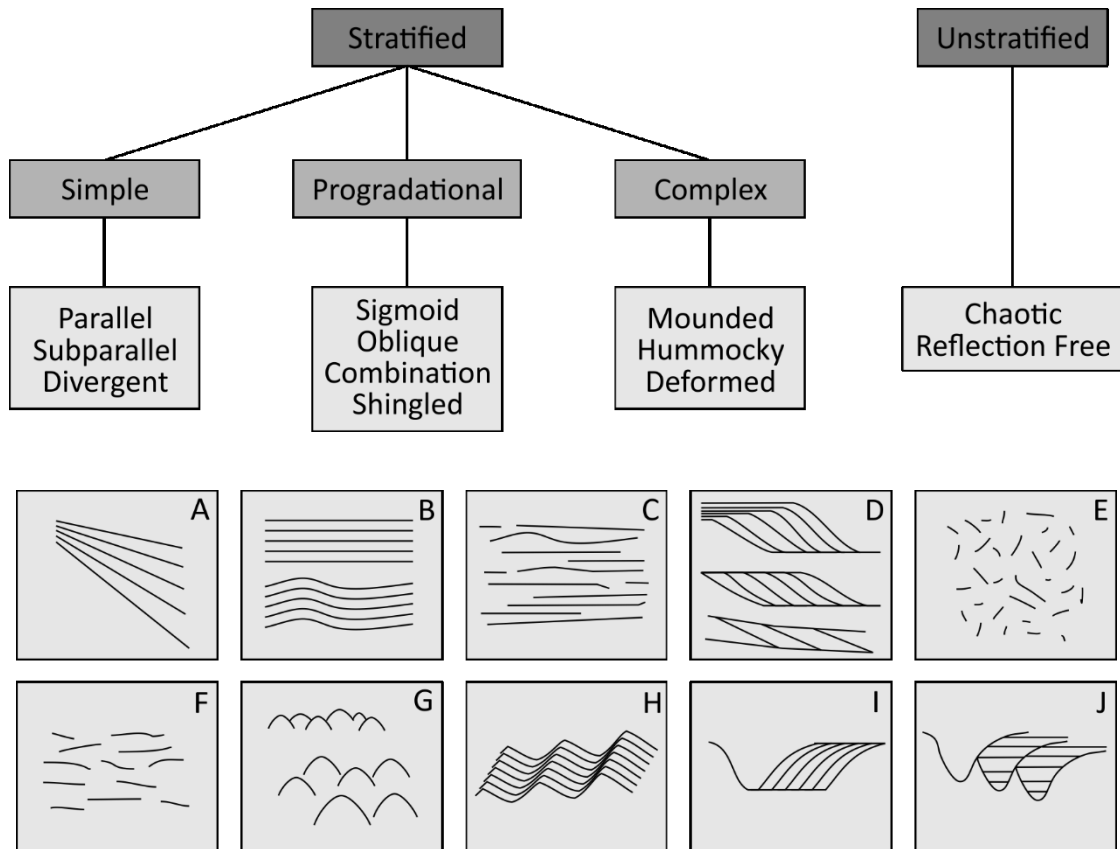 Stratified
Unstratified
Simple
Progradational
Complex
Parallel
Subparallel
Divergent
Sigmoid
Oblique
Combination
Shingled
Mounded
Hummocky
Deformed
Chaotic
Reflection Free
A
B
C
D
E
F
G
H
I
J